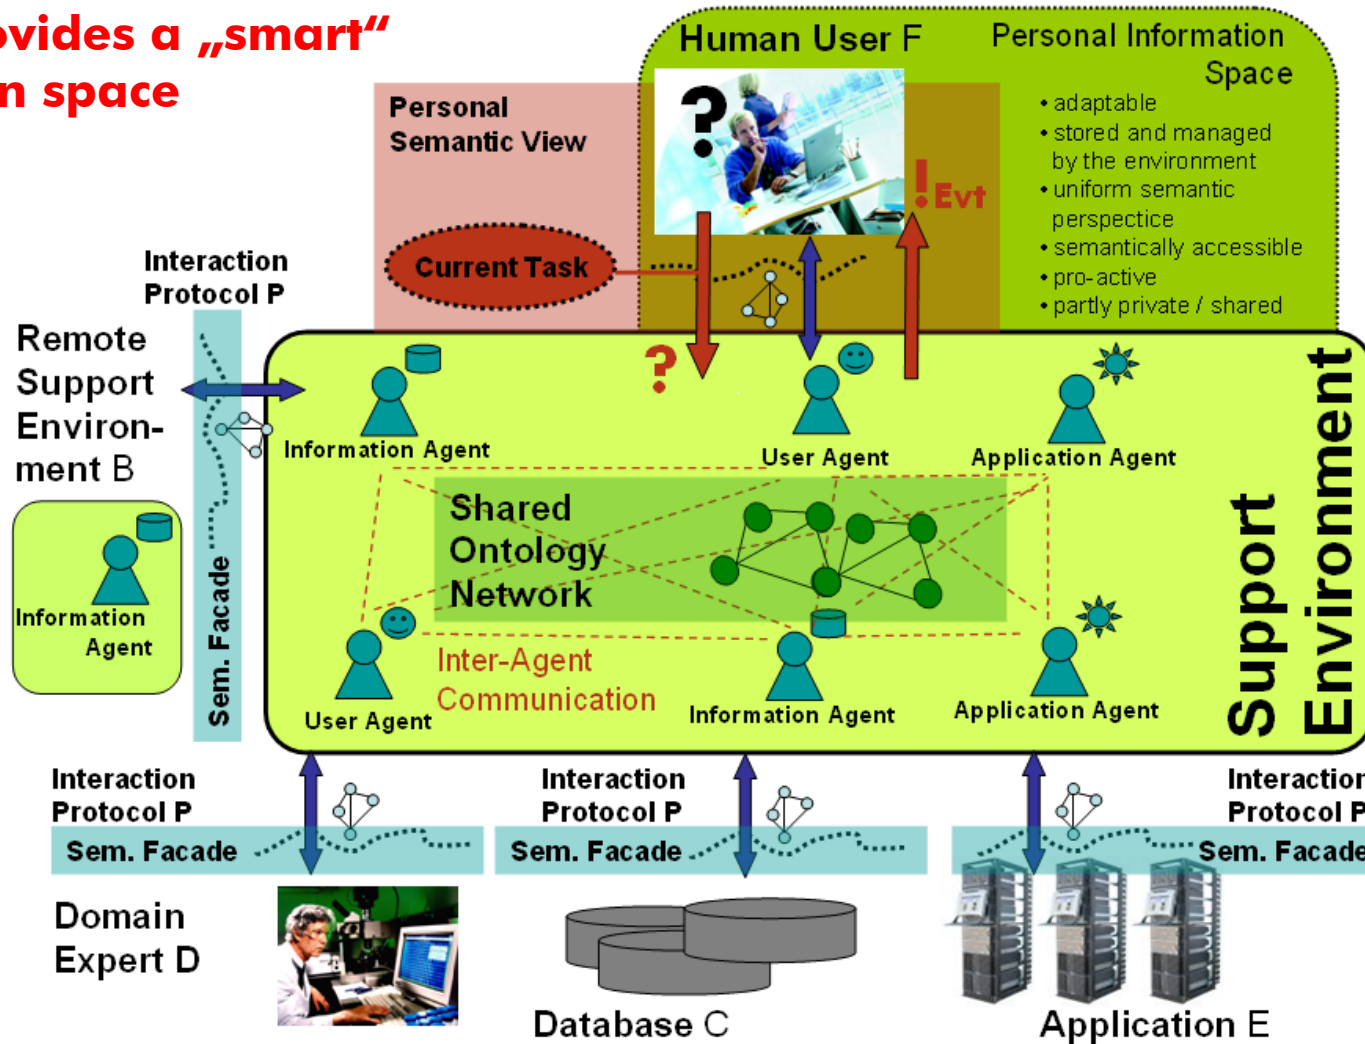 ovides a „smart“
n space
Human User F
Personal Information
Space
• adaptable
• stored and managed
by the environment
• uniform semantic
perspectice
• semantically accessible
• pro-active
• partly private / shared
Personal
Semantic View
?
!Evt
Current Task
Interaction
Protocol P
Remote
Support
Environ-
ment B
Information
Agent
Sem. Facade
?
Information Agent
User Agent
Application Agent
Shared
Ontology
Network
Inter-Agent
Communication
User Agent
Information Agent
Application Agent
Support
Environment
Interaction
Protocol P
Sem. Facade
Domain
Expert D
Interaction
Protocol P
Sem. Facade
Database C
Interaction
Protocol P
Sem. Facade
Application E